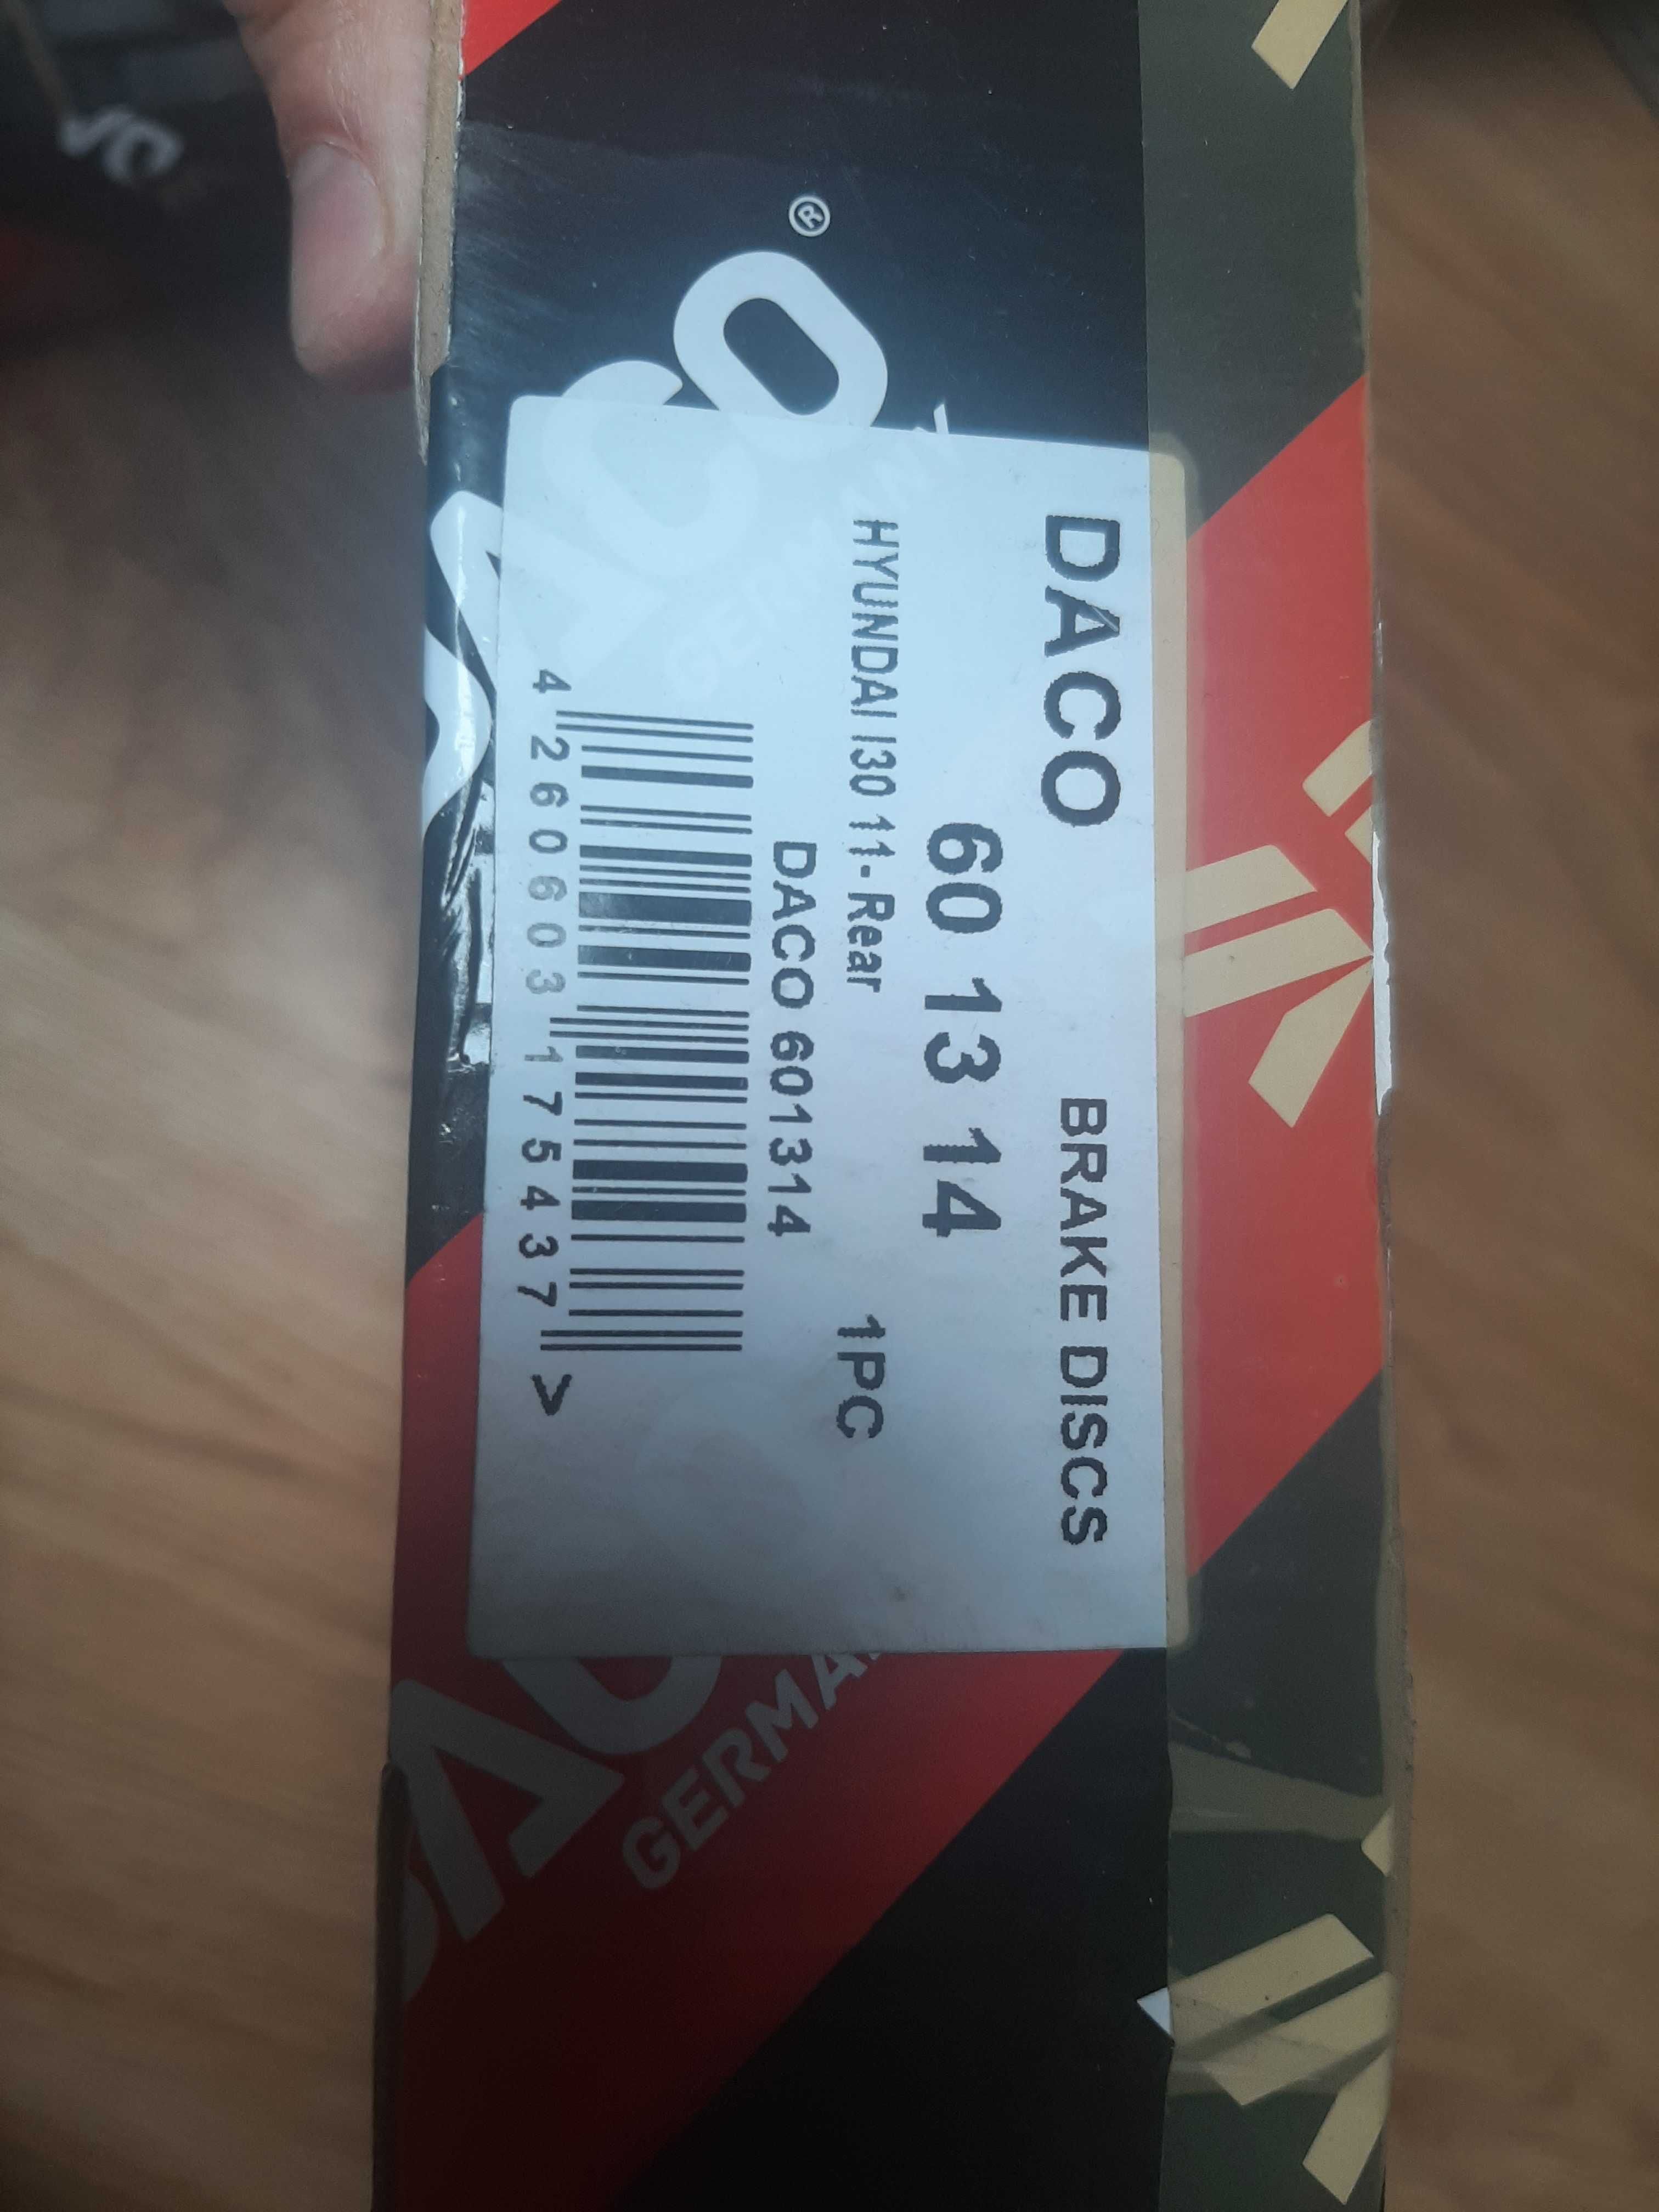 DACO BRAKE DISCS
60 13 14
HYUNDAI I30 11- Rear 1PC
DACO 601314
4 260603 175437 >
GERMANY